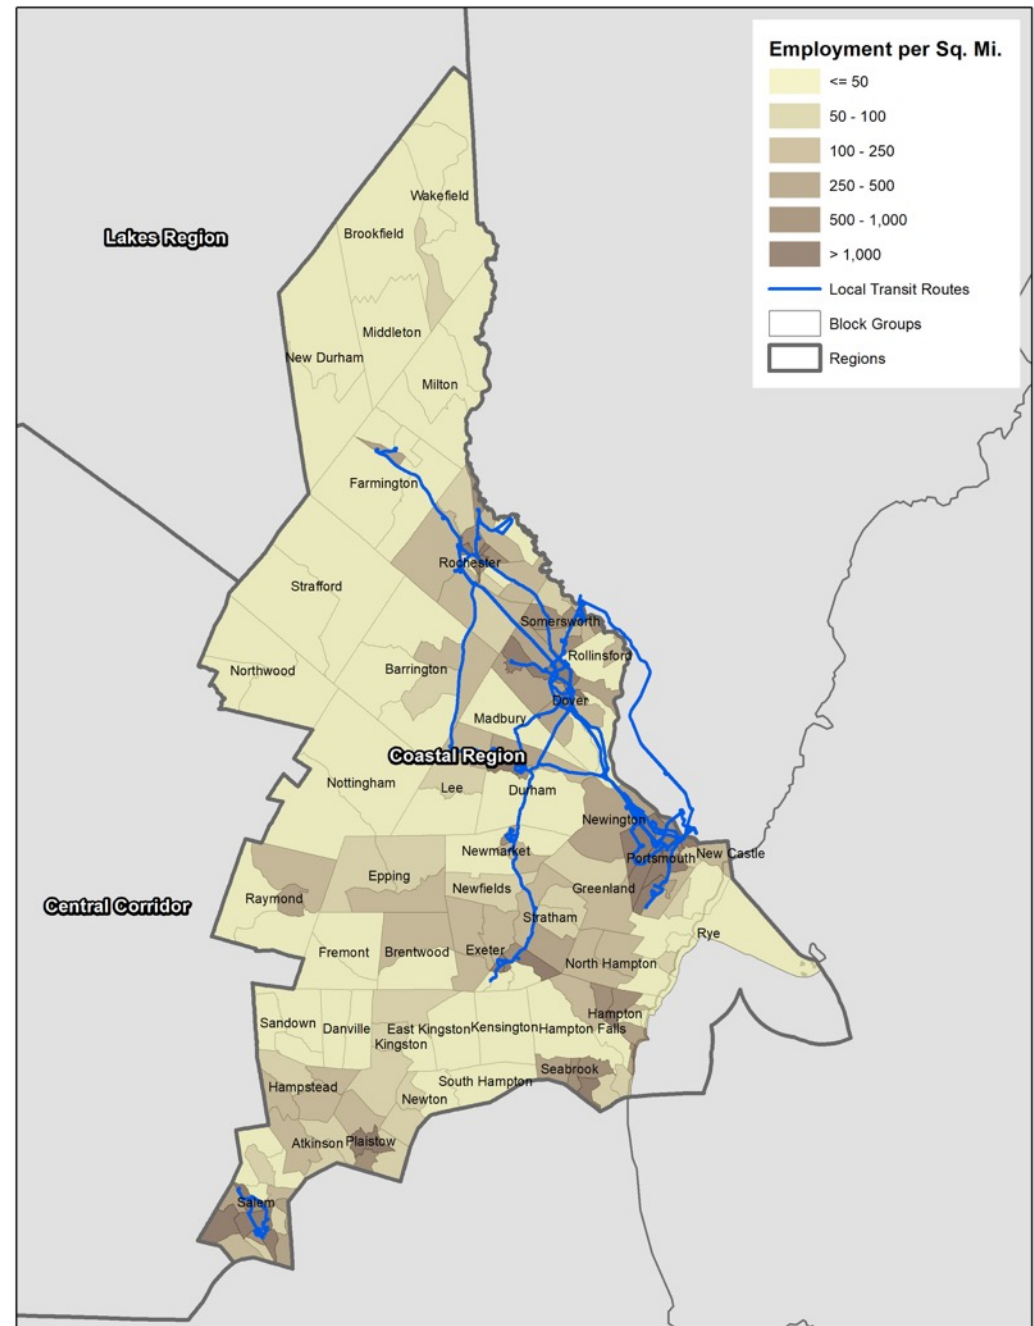 Employment per Sq. Mi.
<= 50
50 - 100
100 - 250
250 - 500
500 - 1,000
> 1,000
Local Transit Routes
Block Groups
Regions
Wakefield
Lakes Region
Brookfield
Middleton
New Durham
Milton
Farmington
Rochester
Strafford
Somersworth
Rollinsford
Barrington
Northwood
Dover
Madbury
Coastal Region
Nottingham
Lee
Durham
Newington
Newmarket
Portsmouth
New Castle
Epping
Newfields
Greenland
Raymond
Central Corridor
Stratham
Rye
Fremont
Brentwood
Exeter
North Hampton
Hampton
Sandown
Danville
East Kingston
Kensington
Hampton Falls
Kingston
Seabrook
Hampstead
South Hampton
Newton
Atkinson
Plaistow
Salem